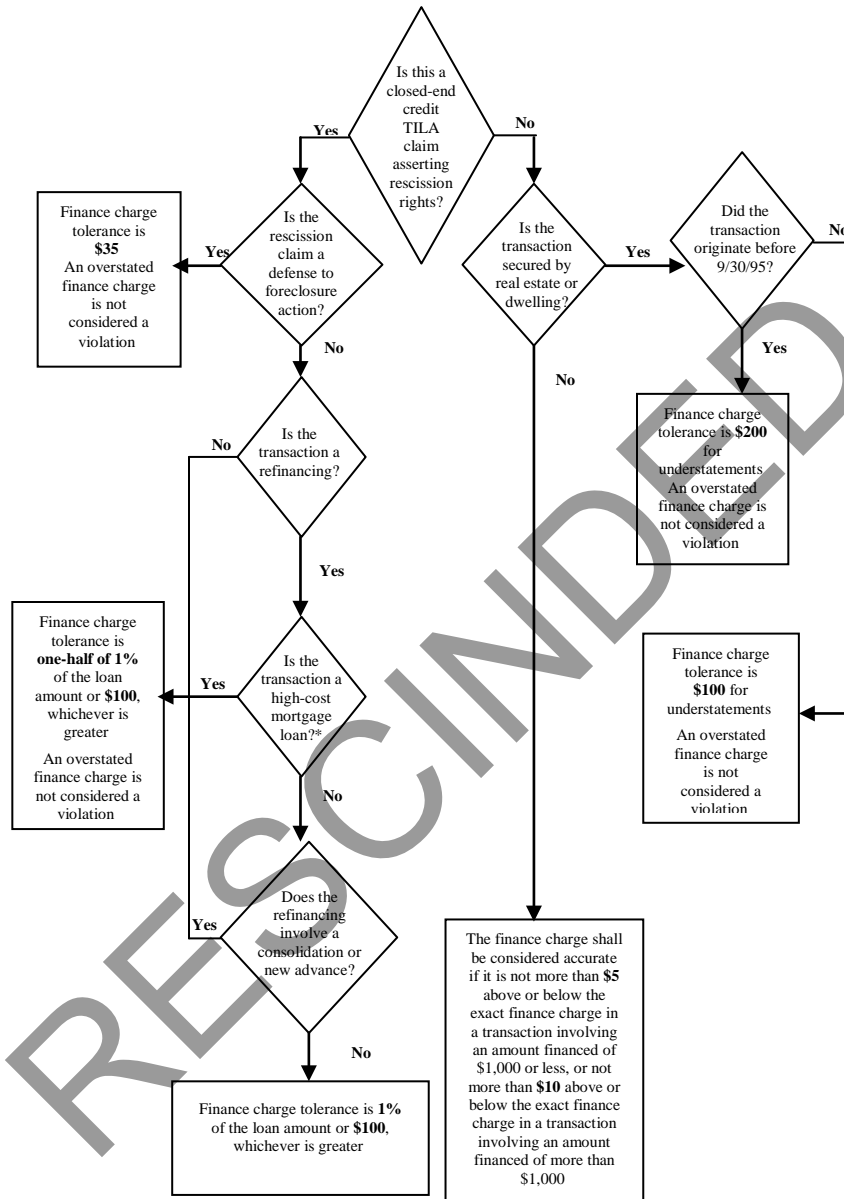 Is this a
closed-end
credit
TILA
claim
asserting
rescission
rights?
Yes
No
Is the
rescission
claim a
defense to
foreclosure
action?
Yes
Finance charge
tolerance is
$35
An overstated
finance charge
is not
considered a
violation
No
Is the
transaction a
refinancing?
No
Yes
Is the
transaction a
high-cost
mortgage
loan?*
Yes
Finance charge
tolerance is
one-half of 1%
of the loan
amount or $100,
whichever is
greater
An overstated
finance charge is
not considered a
violation
No
Does the
refinancing
involve a
consolidation or
new advance?
Yes
No
Finance charge tolerance is 1%
of the loan amount or $100,
whichever is greater
Is the
transaction
secured by
real estate or
dwelling?
Yes
No
Did the
transaction
originate before
9/30/95?
No
Yes
Finance charge
tolerance is $200
for
understatements
An overstated
finance charge is
not considered a
violation
Finance charge
tolerance is
$100 for
understatements
An overstated
finance charge
is not
considered a
violation
The finance charge shall
be considered accurate
if it is not more than $5
above or below the
exact finance charge in
a transaction involving
an amount financed of
$1,000 or less, or not
more than $10 above or
below the exact finance
charge in a transaction
involving an amount
financed of more than
$1,000
RESCINDED